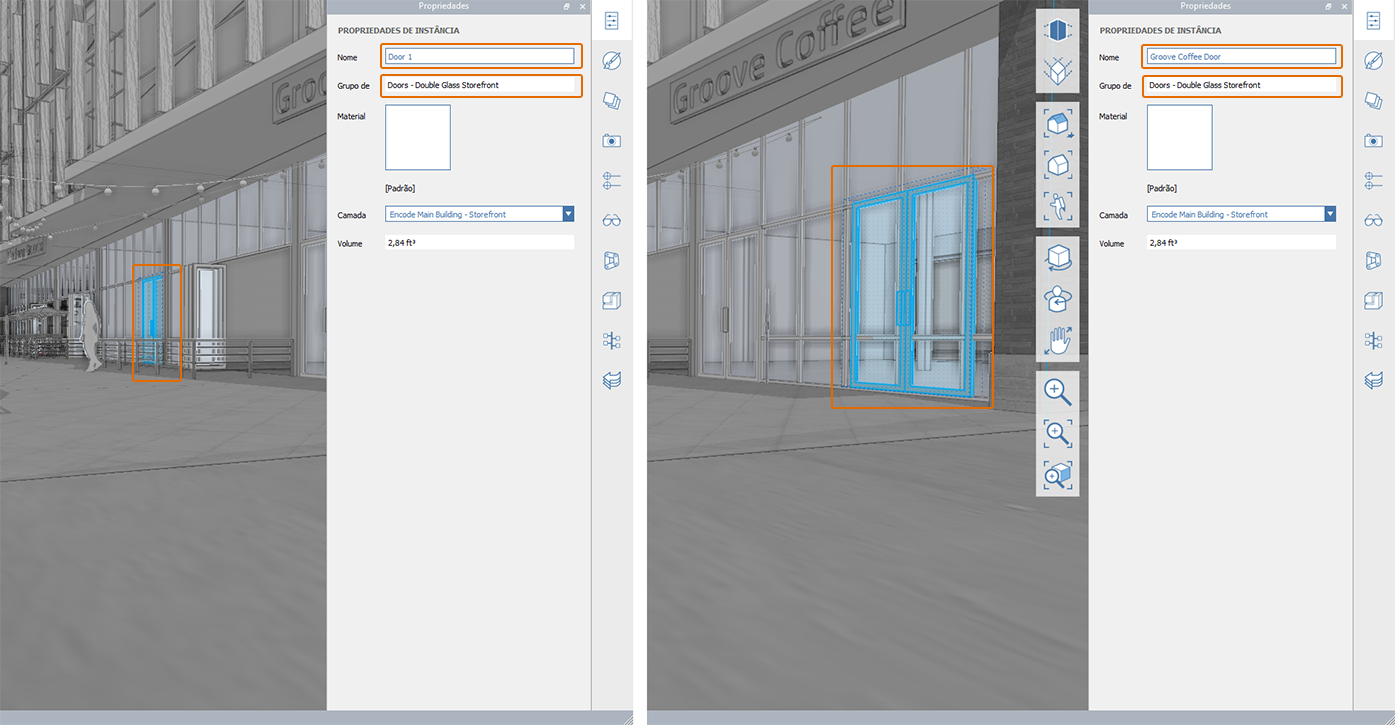 Propriedades
PROPRIEDADES DE INSTÂNCIA
Nome
Door 1
Grupo de
Doors - Double Glass Storefront
Material
[Padrão]
Camada
Encode Main Building - Storefront
Volume
2,84 ft³
Groo
Groove Coffee
Propriedades
PROPRIEDADES DE INSTÂNCIA
Nome
Groove Coffee Door
Grupo de
Doors - Double Glass Storefront
Material
[Padrão]
Camada
Encode Main Building - Storefront
Volume
2,84 ft³